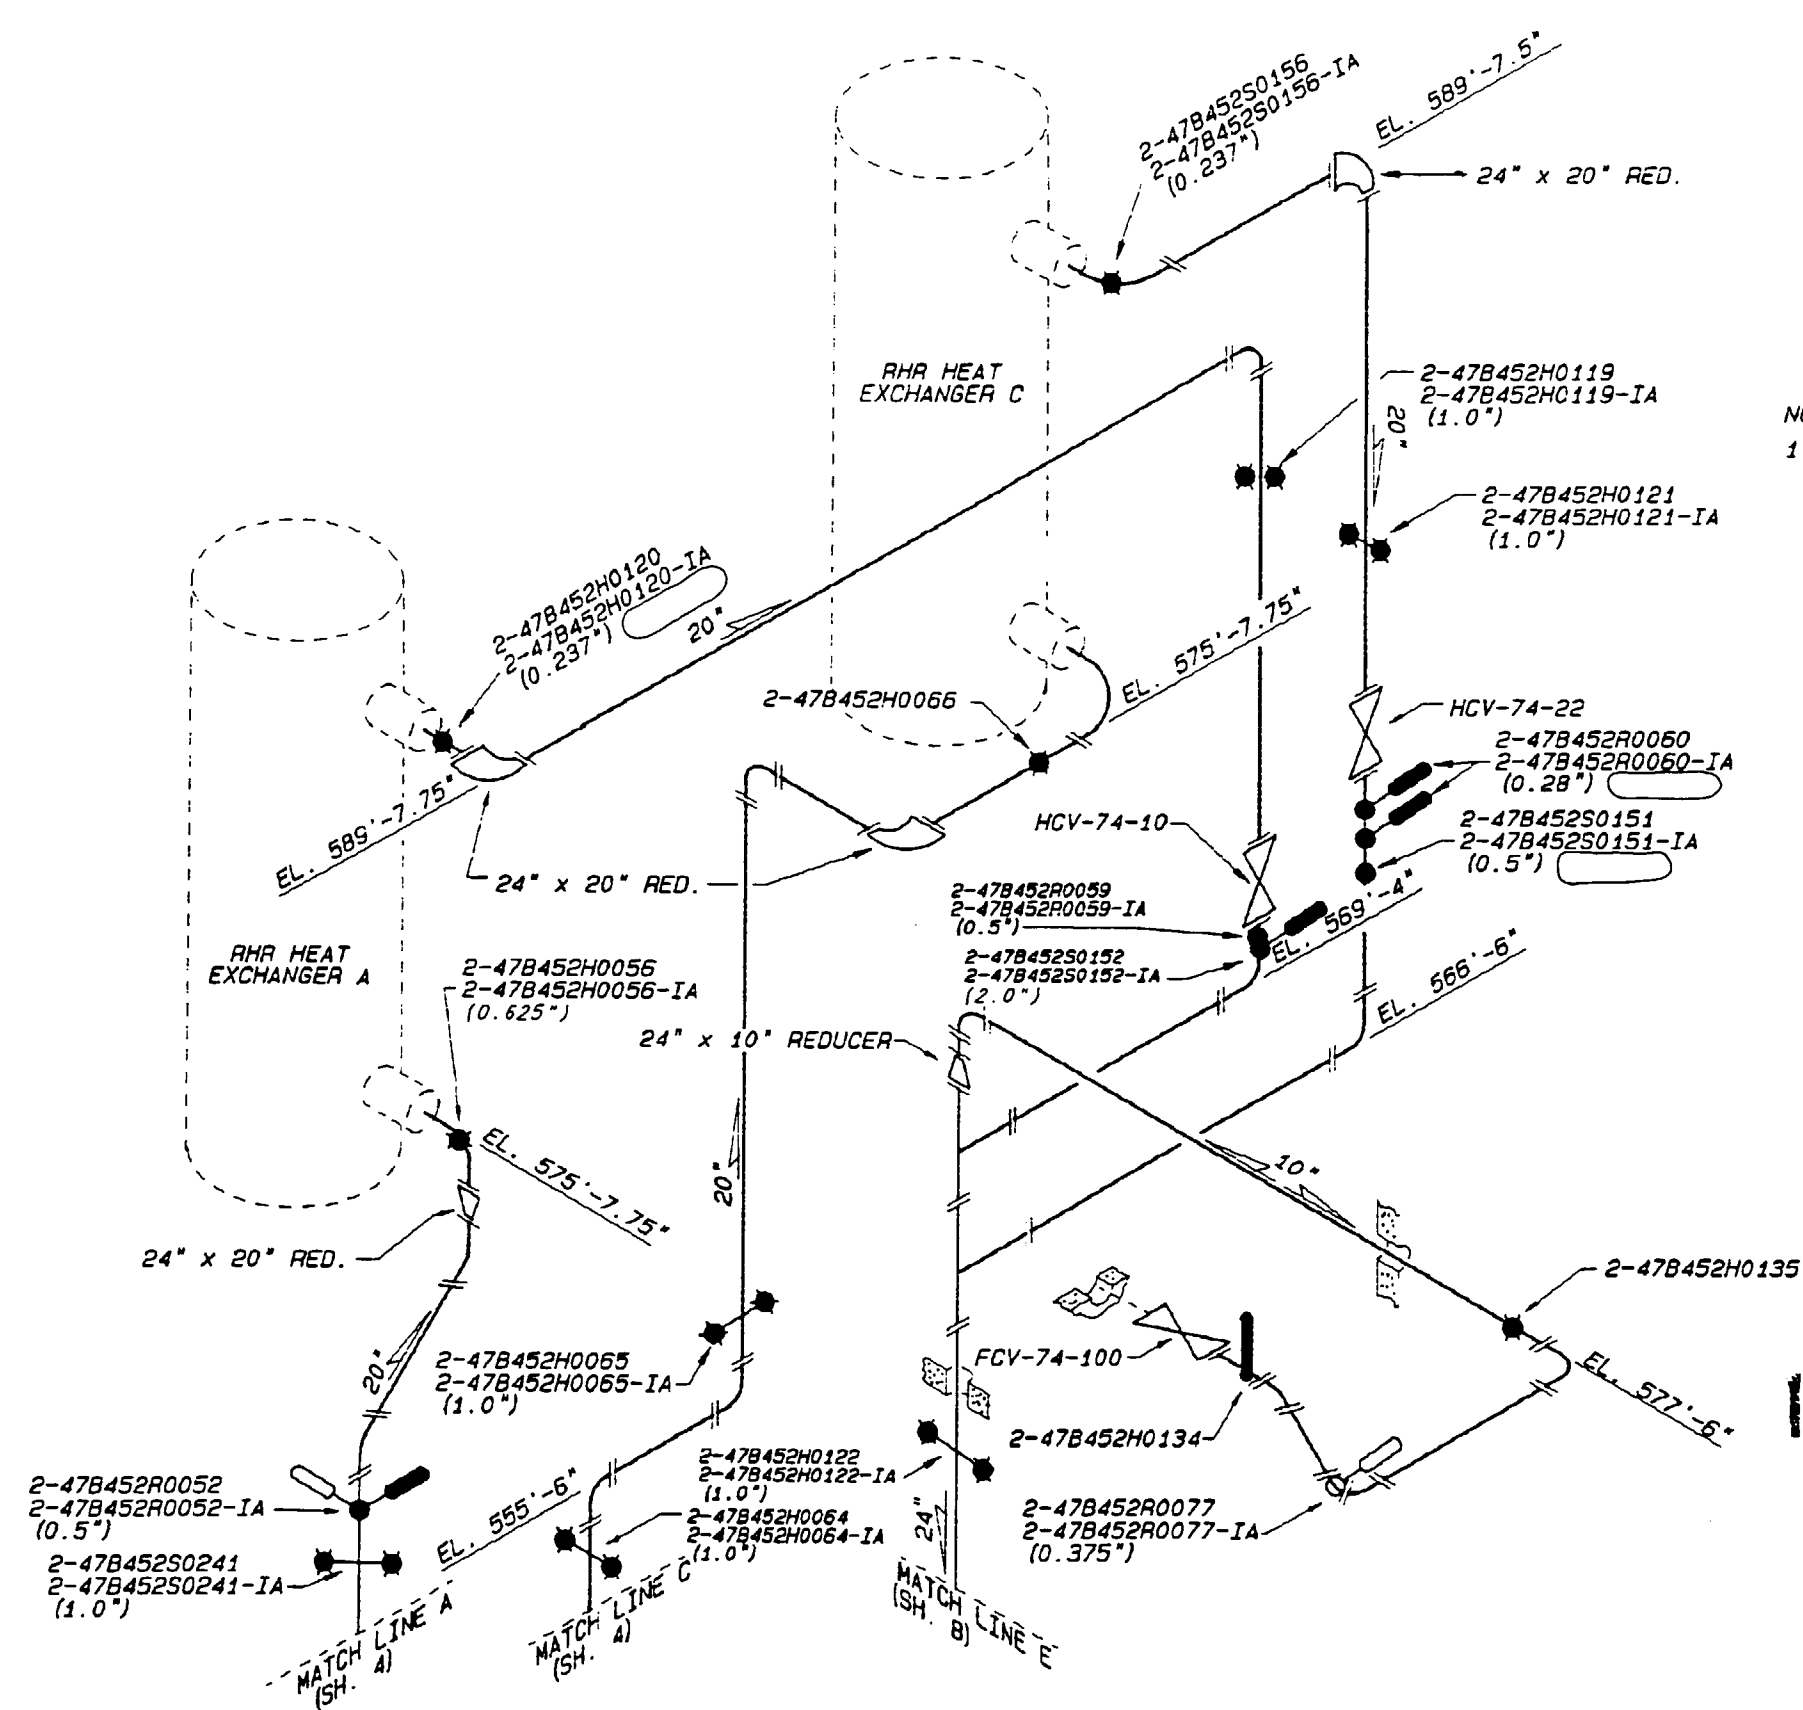 EL. 589'-7.5"
2-47B452S0156
2-47B452S0156-IA
(0.237")
24" x 20" RED.
RHR HEAT
EXCHANGER C
2-47B452H0119
2-47B452H0119-IA
(1.0")
20"
1
2-47B452H0121
2-47B452H0121-IA
(1.0")
2-47B452H0120
2-47B452H0120-IA
(0.237")
20"
EL. 575'-7.75"
2-47B452H0066
HCV-74-22
2-47B452R0060
2-47B452R0060-IA
(0.28")
2-47B452S0151
2-47B452S0151-IA
(0.5")
EL. 589'-7.75"
HCV-74-10
24" x 20" RED.
2-47B452R0059
2-47B452R0059-IA
(0.5")
EL. 569'-4"
2-47B452S0152
2-47B452S0152-IA
(2.0")
EL. 566'-6"
RHR HEAT
EXCHANGER A
2-47B452H0056
2-47B452H0056-IA
(0.625")
24" x 10" REDUCER
EL. 575'-7.75"
20"
10"
24" x 20" RED.
2-47B452H0135
20"
2-47B452H0065
2-47B452H0065-IA
(1.0")
FCV-74-100
EL. 577'-6"
2-47B452H0134
2-47B452H0122
2-47B452H0122-IA
(1.0")
2-47B452R0052
2-47B452R0052-IA
(0.5")
EL. 555'-6"
2-47B452H0064
2-47B452H0064-IA
(1.0")
24"
2-47B452R0077
2-47B452R0077-IA
(0.375")
2-47B452S0241
2-47B452S0241-IA
(1.0")
MATCH LINE A
(SH. 4)
MATCH LINE C
(SH. 4)
MATCH LINE E
(SH. 8)